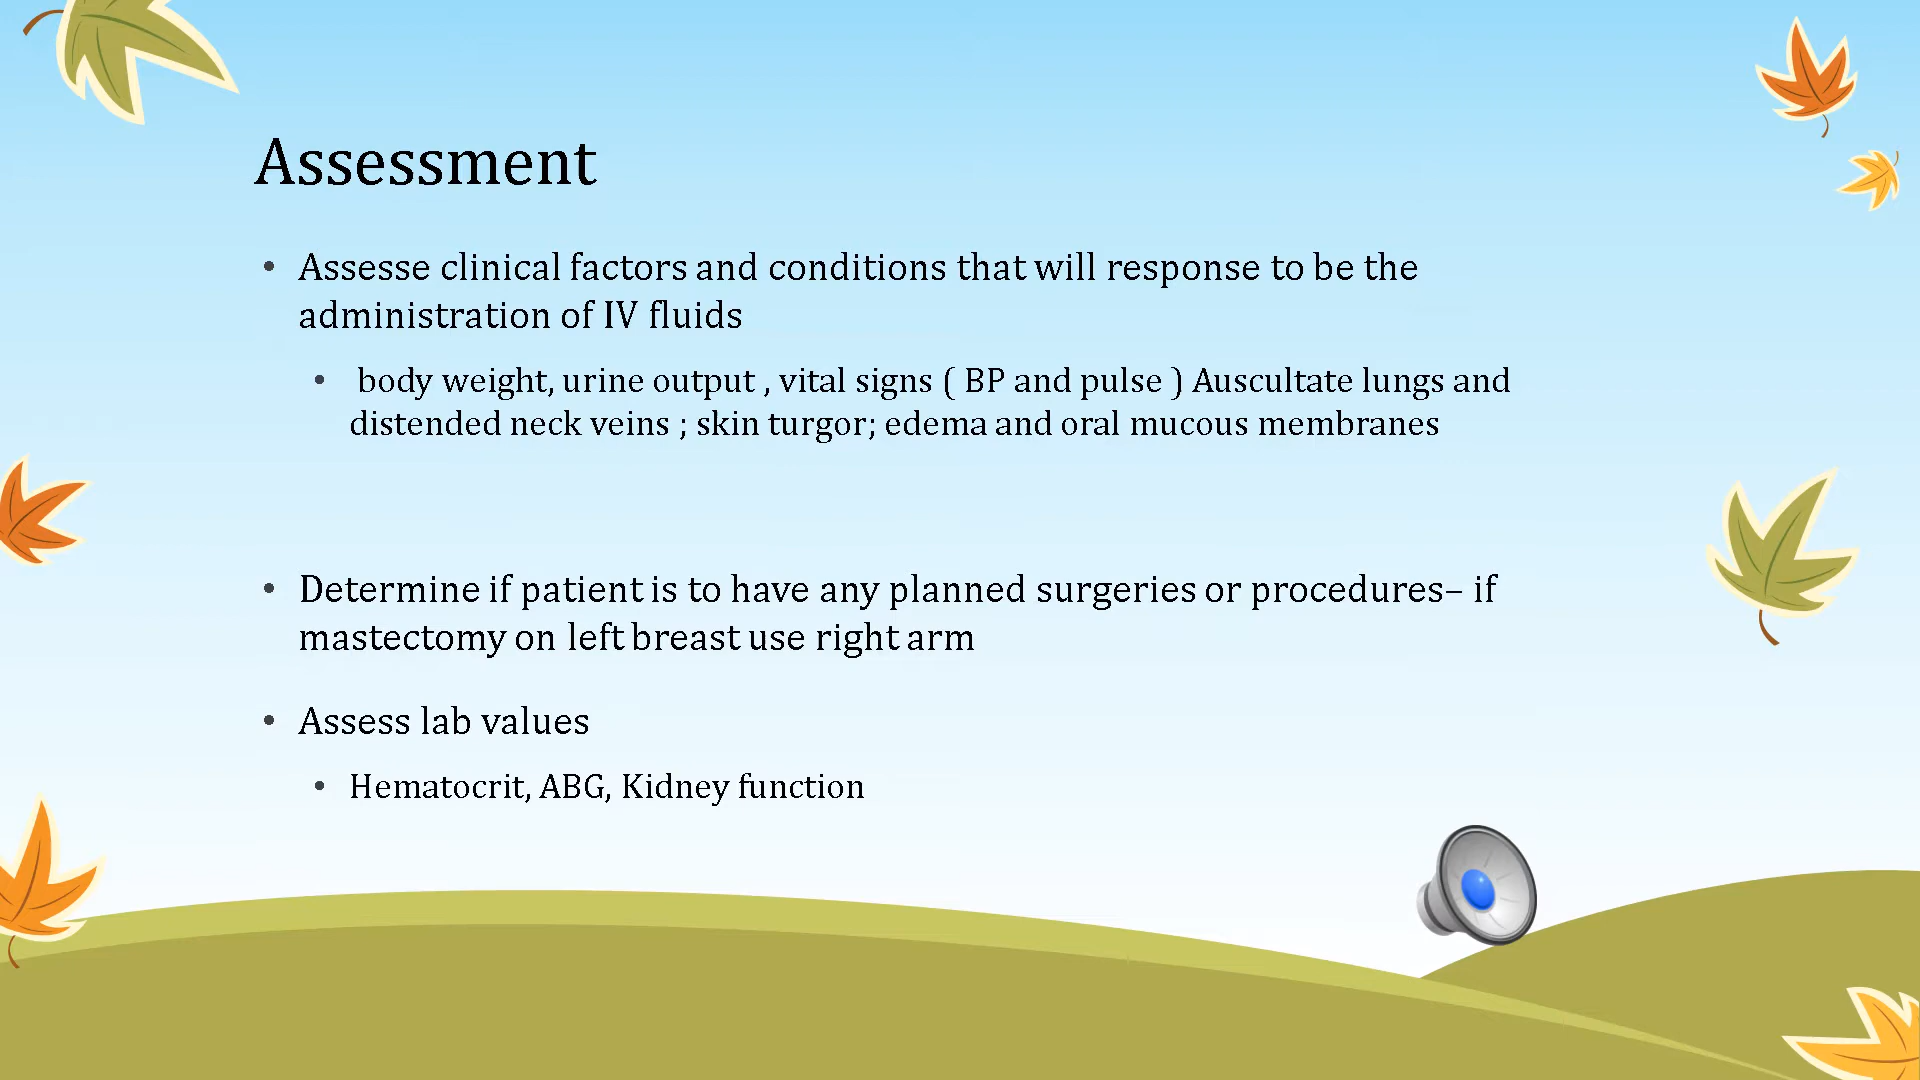 Assessment
• Assesse clinical factors and conditions that will response to be the
administration of IV fluids
• body weight, urine output , vital signs ( BP and pulse ) Auscultate lungs and
distended neck veins ; skin turgor; edema and oral mucous membranes
• Determine if patient is to have any planned surgeries or procedures– if
mastectomy on left breast use right arm
• Assess lab values
• Hematocrit, ABG, Kidney function